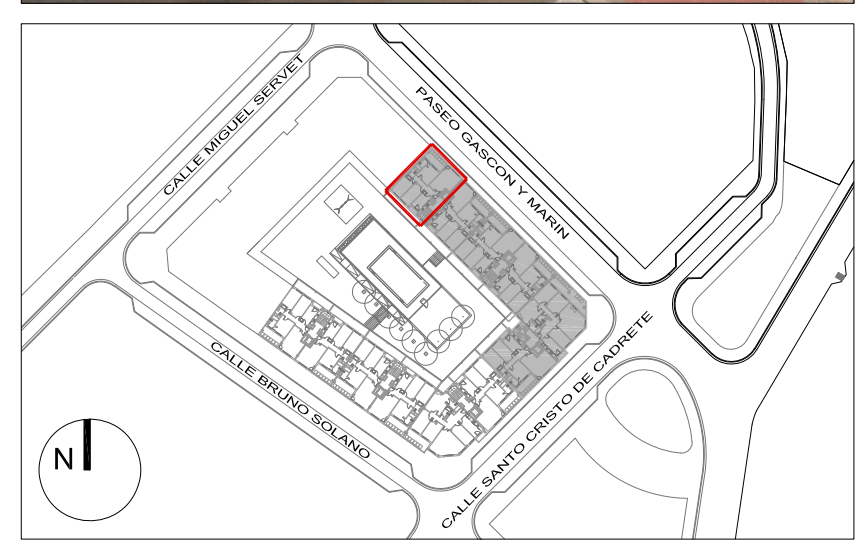 CALLE MIGUEL SERVET
PASEO GASCON Y MARIN
CALLE BRUNO SOLANO
CALLE SANTO CRISTO DE CADRETE
N